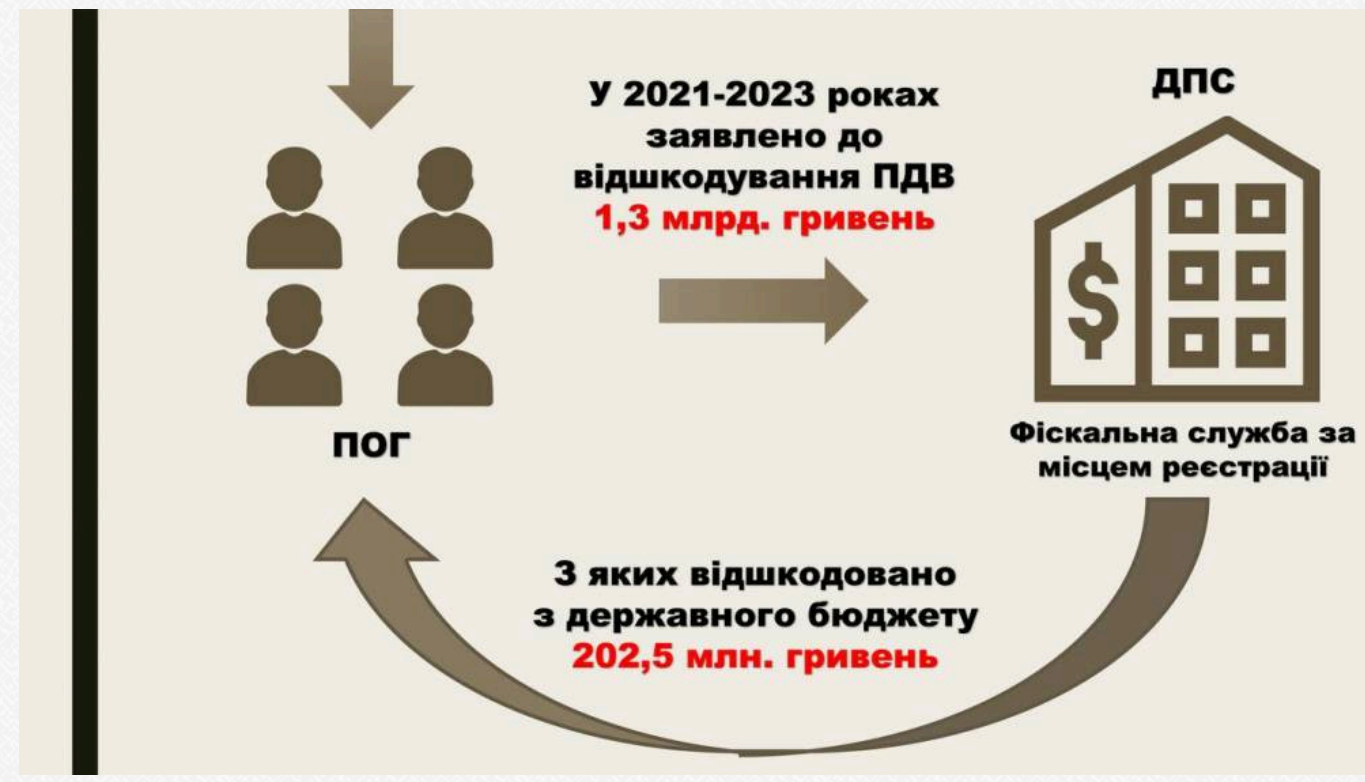 У 2021-2023 роках
заявлено до
відшкодування ПДВ
1,3 млрд. гривень
ДПС
ПОГ
Фіскальна служба за
місцем реєстрації
З яких відшкодовано
з державного бюджету
202,5 млн. гривень